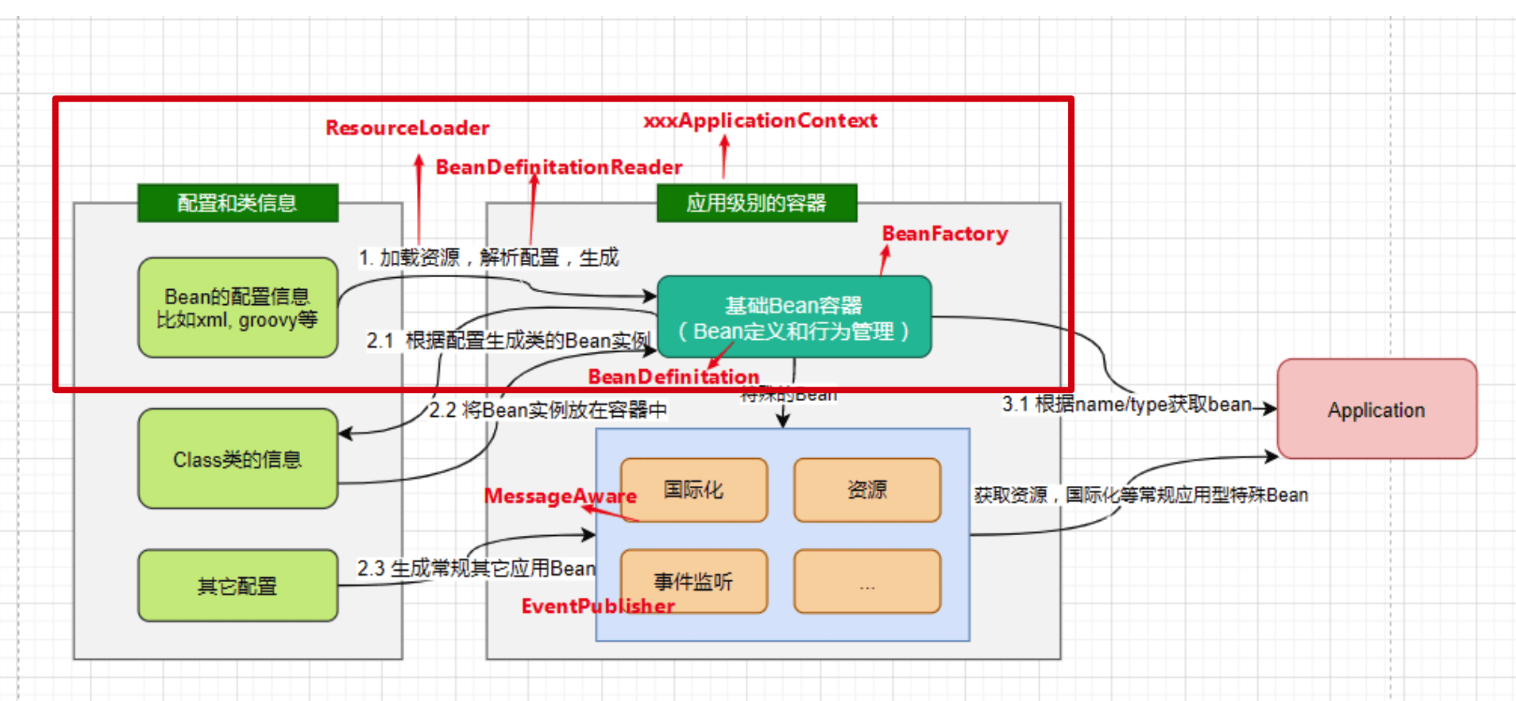 ResourceLoader
xxxApplicationContext
BeanDefinitationReader
配置和类信息
应用级别的容器
BeanFactory
1. 加载资源，解析配置，生成
Bean的配置信息
比如xml, groovy等
基础Bean容器
（ Bean定义和行为管理 ）
2.1 根据配置生成类的Bean实例
BeanDefinitation
特殊的Bean
2.2 将Bean实例放在容器中
3.1 根据name/type获取bean
Application
Class类的信息
国际化
资源
MessageAware
获取资源，国际化等常规应用型特殊Bean
2.3 生成常规其它应用Bean
其它配置
事件监听
...
EventPublisher